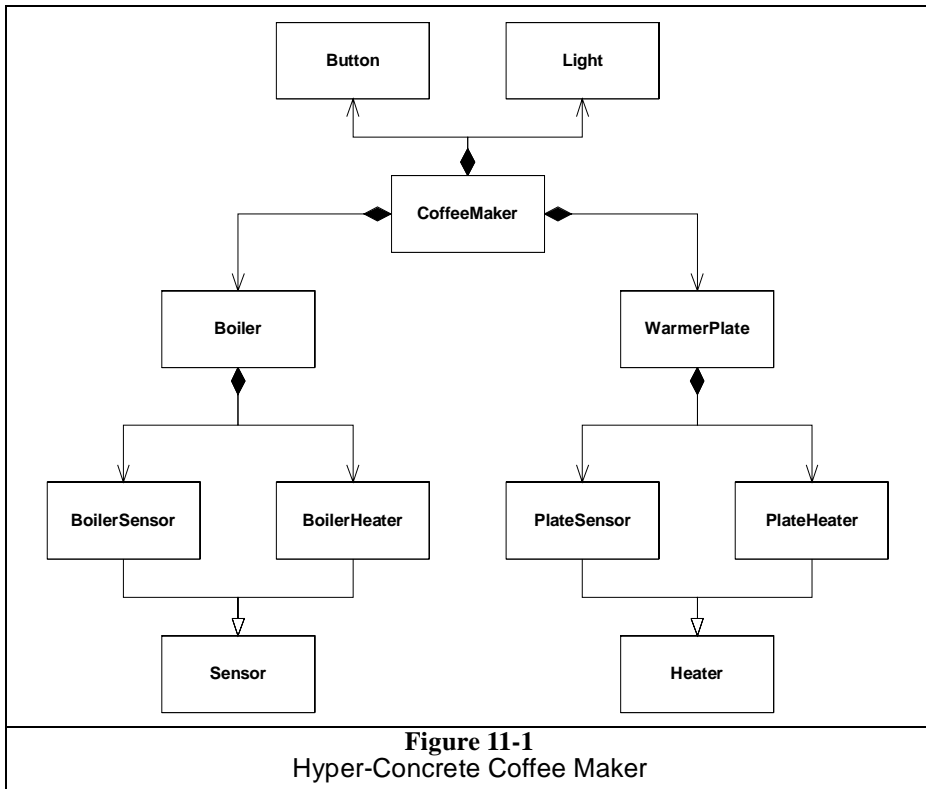 Button
Light
CoffeeMaker
Boiler
WarmerPlate
BoilerSensor
BoilerHeater
PlateSensor
PlateHeater
Sensor
Heater
Figure 11-1
Hyper-Concrete Coffee Maker